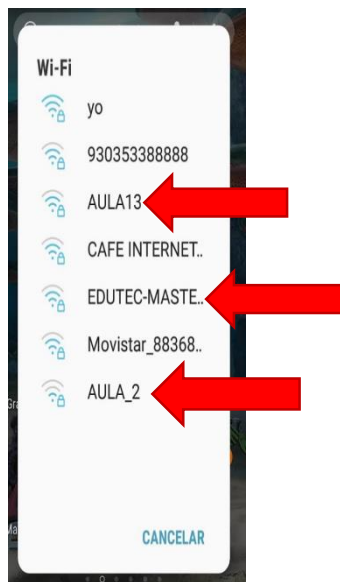 Wi-Fi
yo
930353388888
AULA13
CAFE INTERNET..
EDUTEC-MASTE..
Movistar_88368..
AULA_2
CANCELAR